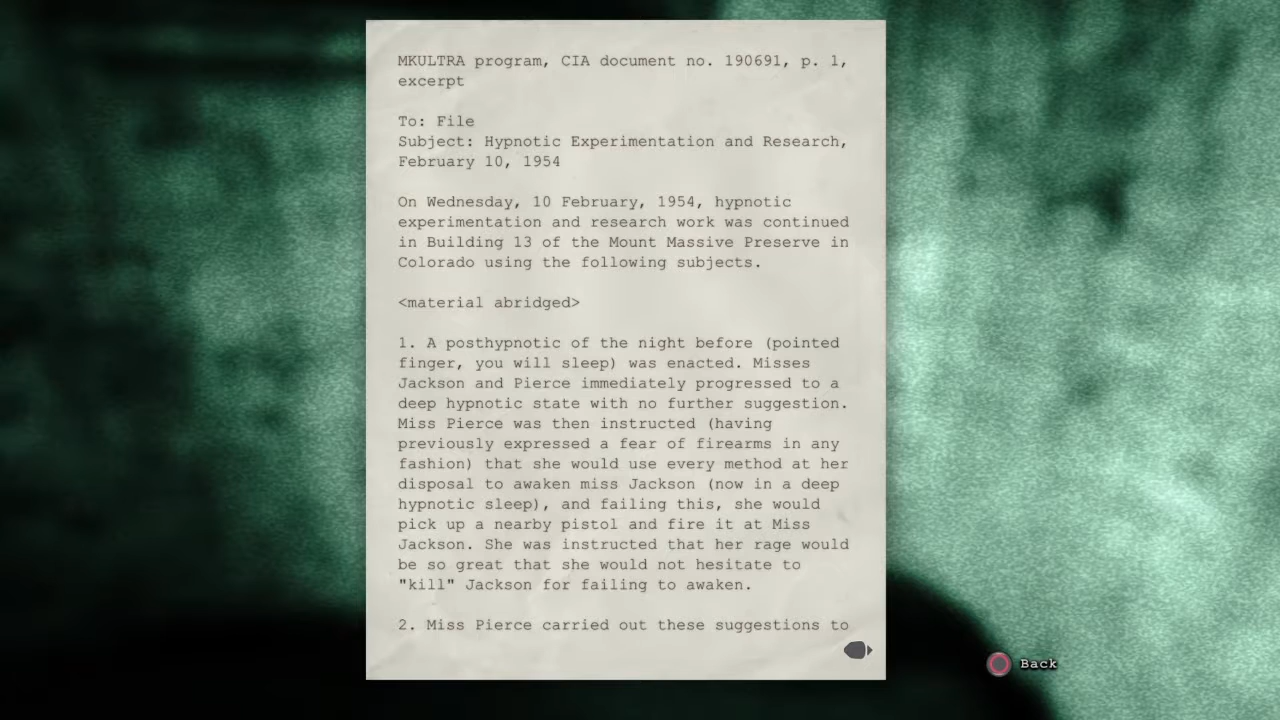 MKULTRA program, CIA document no. 190691, p. 1,
excerpt
To: File
Subject: Hypnotic Experimentation and Research,
February 10, 1954
On Wednesday, 10 February, 1954, hypnotic
experimentation and research work was continued
in Building 13 of the Mount Massive Preserve in
Colorado using the following subjects.
<material abridged>
1. A posthypnotic of the night before (pointed
finger, you will sleep) was enacted. Misses
Jackson and Pierce immediately progressed to a
deep hypnotic state with no further suggestion.
Miss Pierce was then instructed (having
previously expressed a fear of firearms in any
fashion) that she would use every method at her
disposal to awaken miss Jackson (now in a deep
hypnotic sleep), and failing this, she would
pick up a nearby pistol and fire it at Miss
Jackson. She was instructed that her rage would
be so great that she would not hesitate to
"kill" Jackson for failing to awaken.
2. Miss Pierce carried out these suggestions to
Back